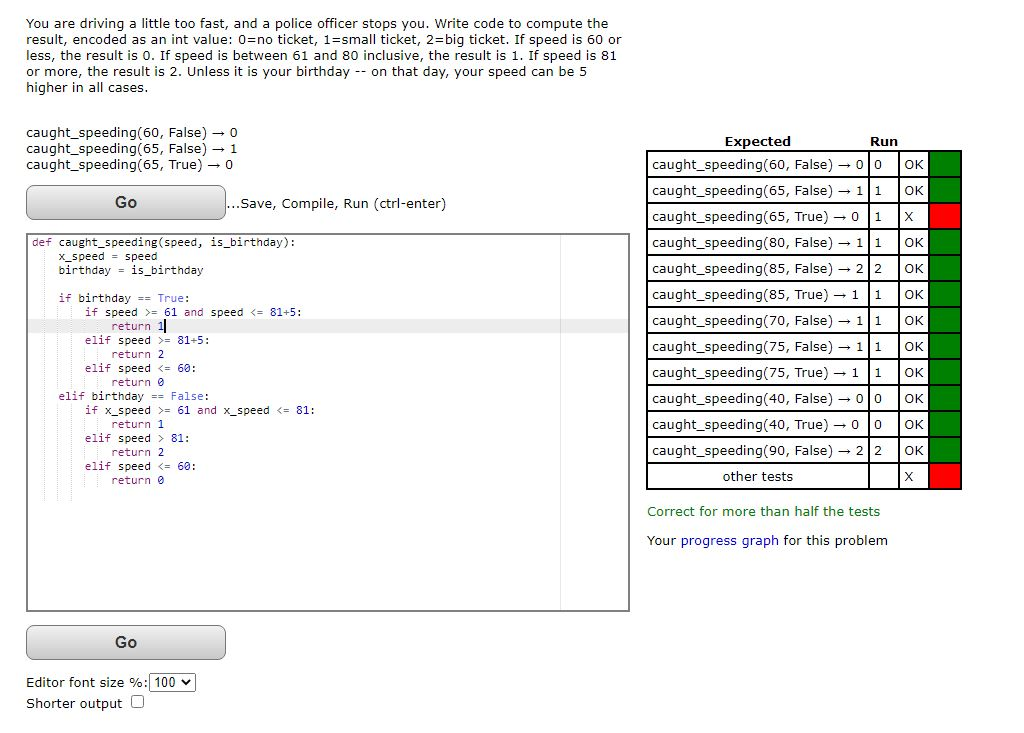 You are driving a little too fast, and a police officer stops you. Write code to compute the
result, encoded as an int value: 0=no ticket, 1=small ticket, 2=big ticket. If speed is 60 or
less, the result is 0. If speed is between 61 and 80 inclusive, the result is 1. If speed is 81
or more, the result is 2. Unless it is your birthday -- on that day, your speed can be 5
higher in all cases.
caught_speeding(60, False) → 0
caught_speeding(65, False) → 1
caught_speeding(65, True) → 0
Go
...Save, Compile, Run (ctrl-enter)
def caught_speeding(speed, is_birthday):
    x_speed = speed
    birthday = is_birthday
    if birthday == True:
        if speed >= 61 and speed <= 81+5:
            return 1
        elif speed >= 81+5:
            return 2
        elif speed <= 60:
            return 0
    elif birthday == False:
        if x_speed >= 61 and x_speed <= 81:
            return 1
        elif speed > 81:
            return 2
        elif speed <= 60:
            return 0
Go
Editor font size %: 100
Shorter output
Expected Run
caught_speeding(60, False) → 0 0 OK
caught_speeding(65, False) → 1 1 OK
caught_speeding(65, True) → 0 1 X
caught_speeding(80, False) → 1 1 OK
caught_speeding(85, False) → 2 2 OK
caught_speeding(85, True) → 1 1 OK
caught_speeding(70, False) → 1 1 OK
caught_speeding(75, False) → 1 1 OK
caught_speeding(75, True) → 1 1 OK
caught_speeding(40, False) → 0 0 OK
caught_speeding(40, True) → 0 0 OK
caught_speeding(90, False) → 2 2 OK
other tests X
Correct for more than half the tests
Your progress graph for this problem